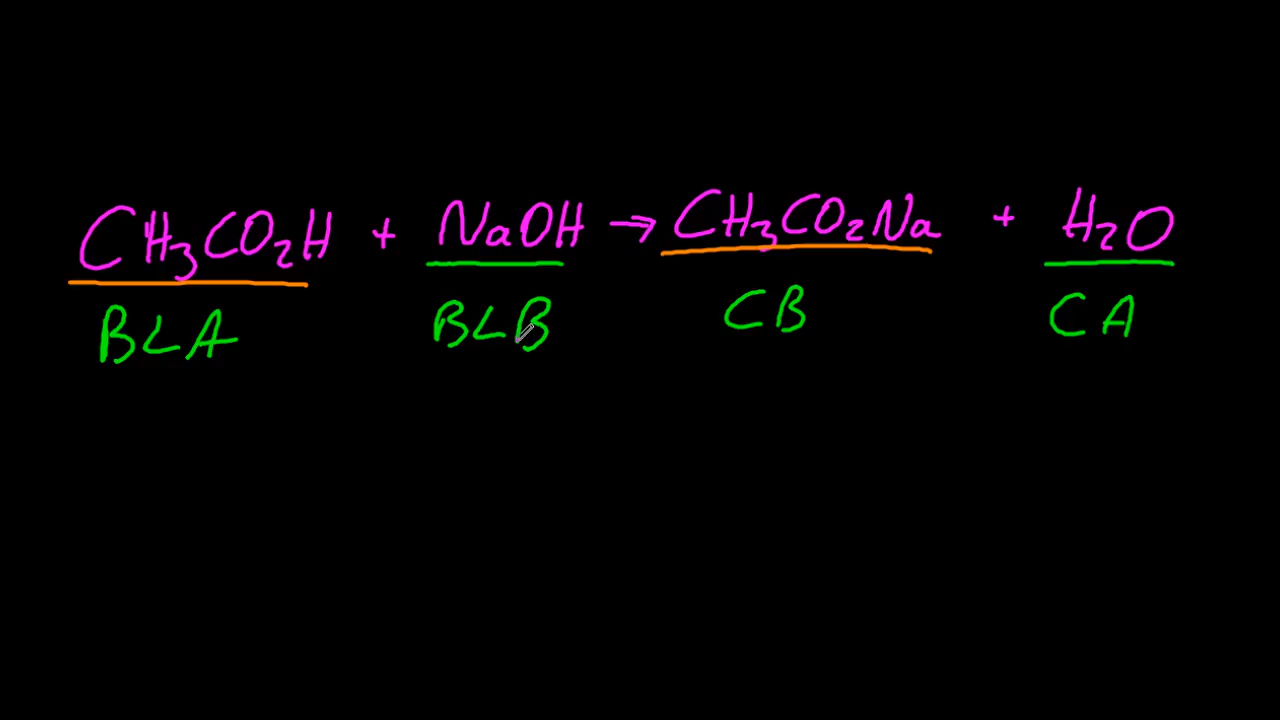 CH₃CO₂H + NaOH → CH₃CO₂Na + H₂O
BLA BLB CB CA